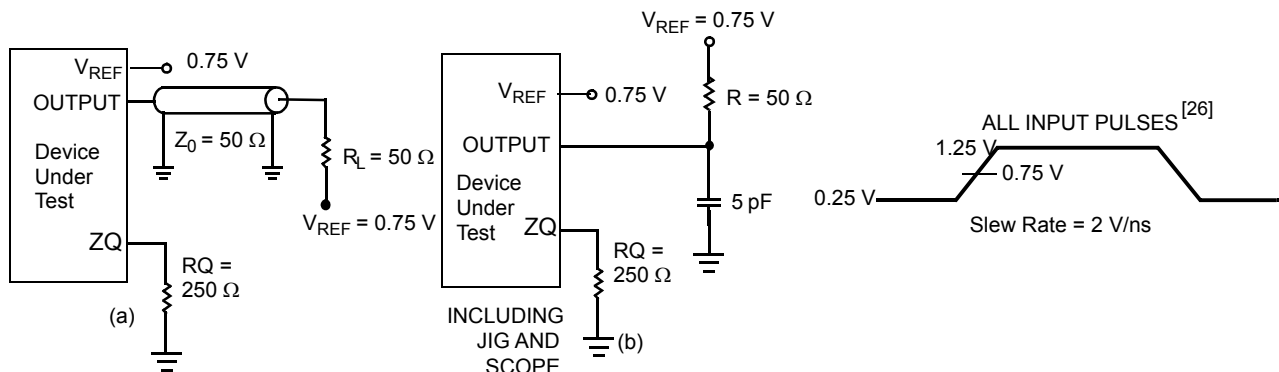 V_REF 0.75 V
OUTPUT
Z_0 = 50 Ω
Device
Under
Test
R_L = 50 Ω
V_REF = 0.75 V
ZQ
RQ =
250 Ω
(a)
V_REF = 0.75 V
R = 50 Ω
V_REF 0.75 V
OUTPUT
Device
Under
Test
5 pF
ZQ
RQ =
250 Ω
INCLUDING
JIG AND
SCOPE
(b)
ALL INPUT PULSES [26]
1.25 V
0.75 V
0.25 V
Slew Rate = 2 V/ns